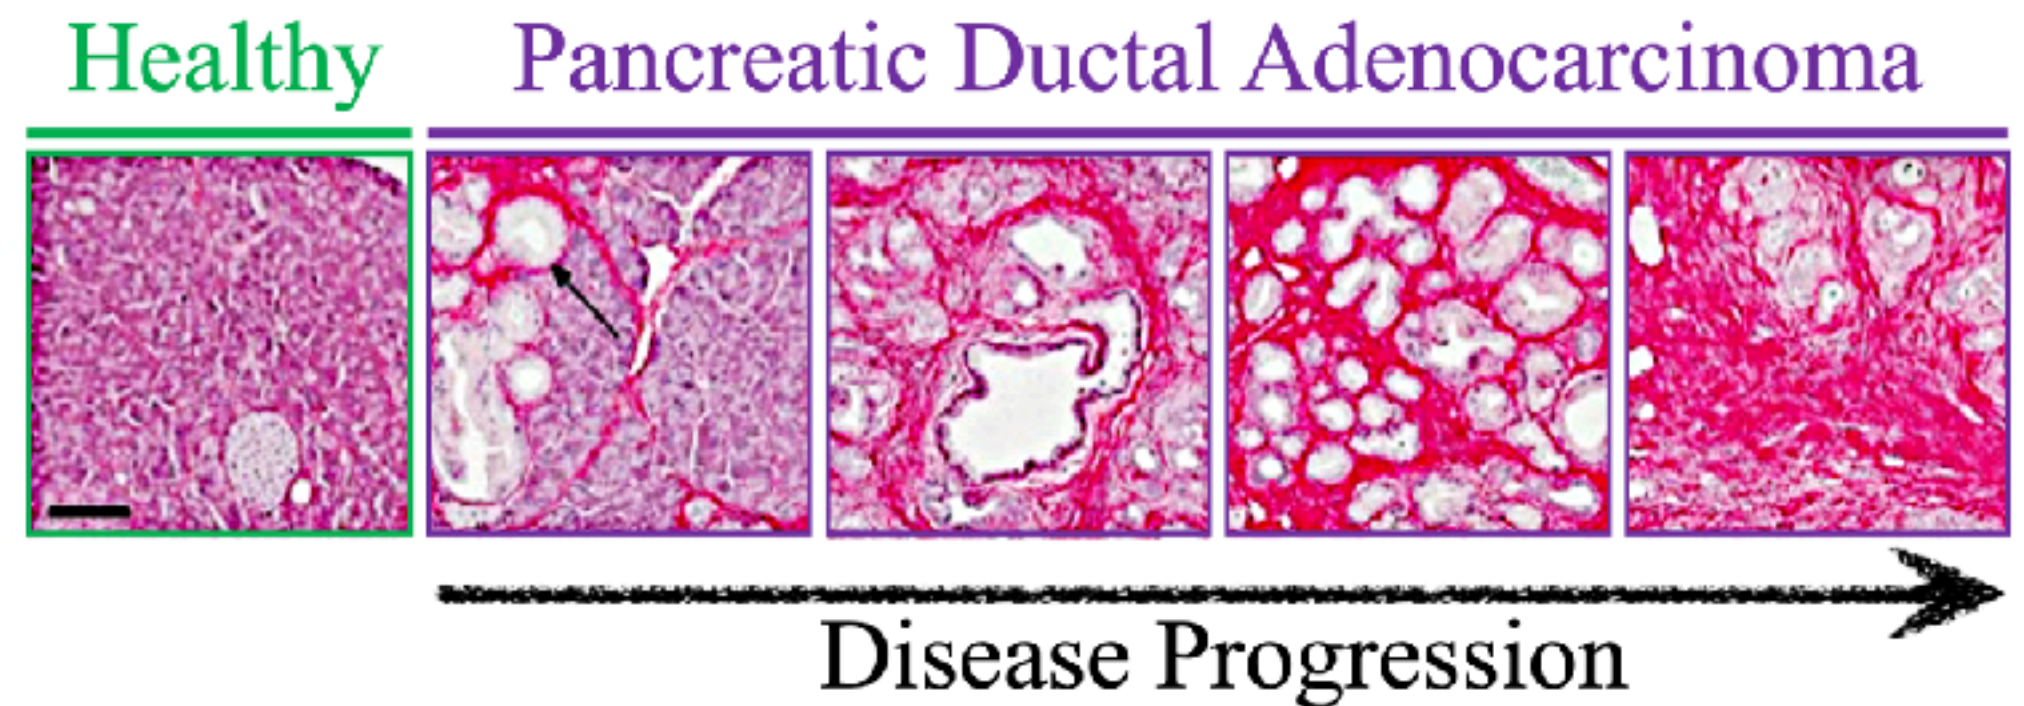 Healthy
Pancreatic Ductal Adenocarcinoma
Disease Progression